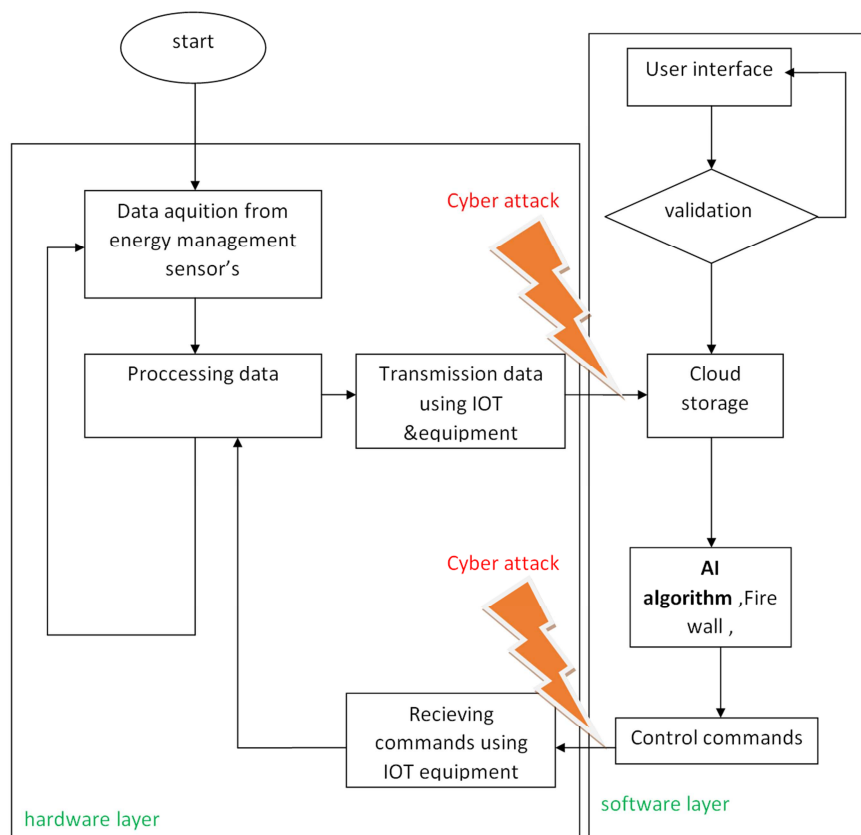 start
User interface
validation
Cyber attack
Data aquition from
energy management
sensor's
Proccessing data
Transmission data
using IOT
&equipment
Cloud
storage
Cyber attack
AI
algorithm ,Fire
wall ,
Recieving
commands using
IOT equipment
Control commands
hardware layer
software layer